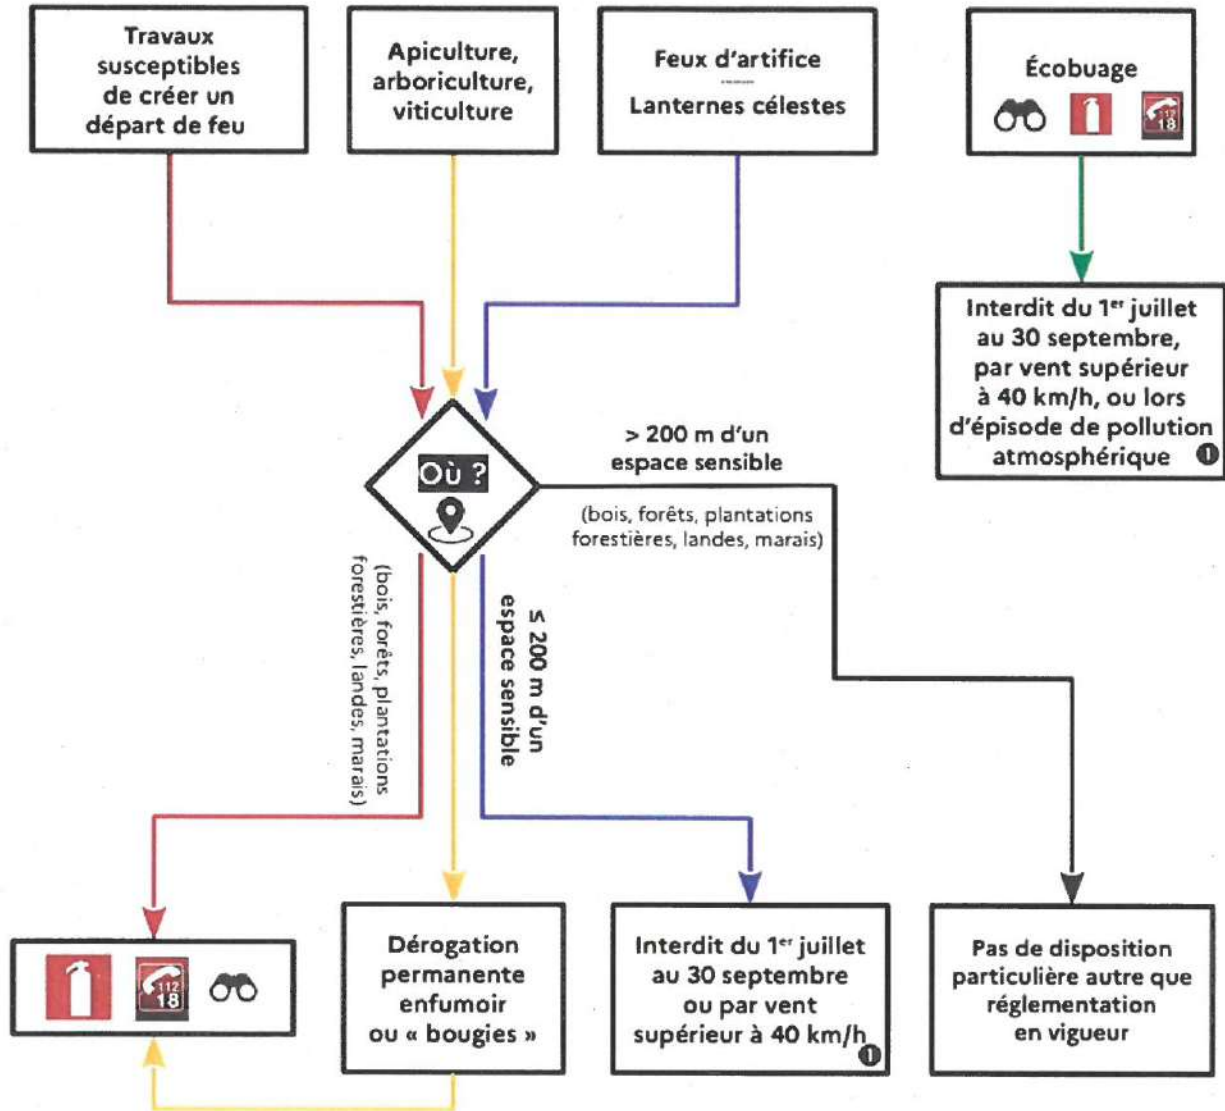 Travaux
susceptibles
de créer un
départ de feu
Apiculture,
arboriculture,
viticulture
Feux d'artifice
Lanternes célestes
Écobuage
112
18
Interdit du 1er juillet
au 30 septembre,
par vent supérieur
à 40 km/h, ou lors
d'épisode de pollution
atmosphérique ❶
Où ?
> 200 m d'un
espace sensible
(bois, forêts, plantations
forestières, landes, marais)
(bois, forêts, plantations
forestières, landes, marais)
≤ 200 m d'un
espace sensible
112
18
Dérogation
permanente
enfumoir
ou « bougies »
Interdit du 1er juillet
au 30 septembre
ou par vent
supérieur à 40 km/h ❶
Pas de disposition
particulière autre que
réglementation
en vigueur